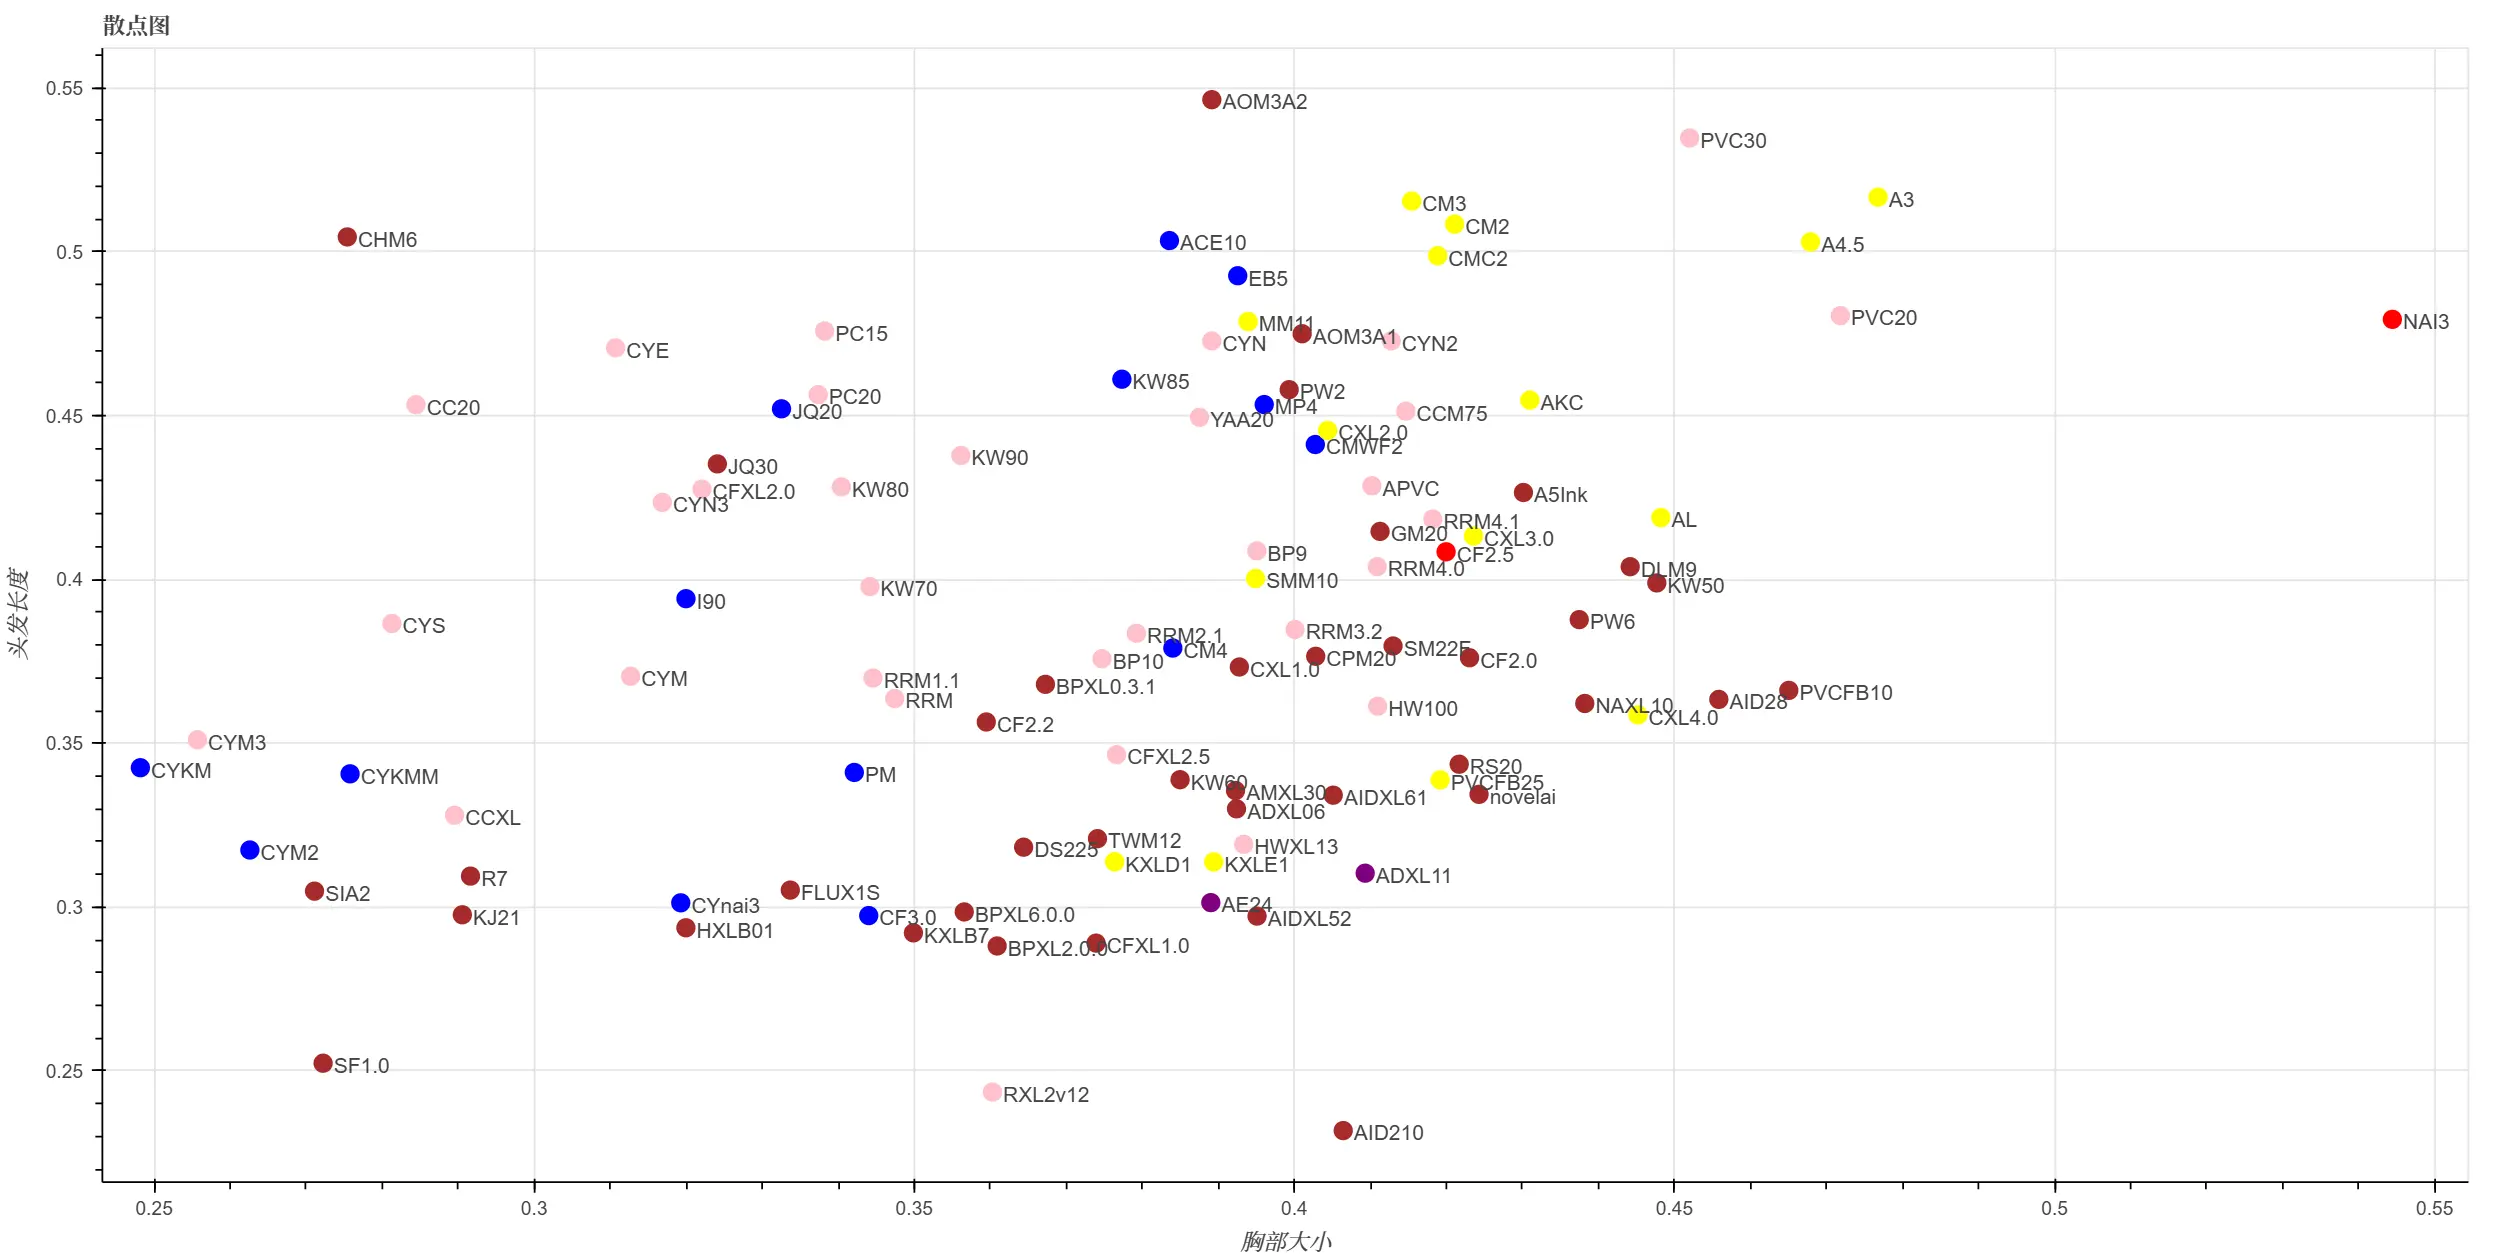 散点图
0.55
0.5
0.45
0.4
0.35
0.3
0.25
头发长度
AOM3A2
PVC30
A3
CM3
CM2
CHM6
ACE10
A4.5
CMC2
EB5
PVC20
NAI3
MM11
PC15
AOM3A1
CYN
CYN2
CYE
KW85
PW2
PC20
AKC
MP4
CC20
JQ20
CCM75
YAA20
CXL2.0
CMWF2
KW90
JQ30
APVC
KW80
CFXL2.0
A5Ink
CYN3
AL
RRM4.1
GM20
CXL3.0
CF2.5
BP9
RRM4.0
DLM9
SMM10
KW50
KW70
I90
PW6
CYS
RRM3.2
RRM2.1
SM22F
CM4
CPM20
CF2.0
BP10
CXL1.0
CYM
RRM1.1
BPXL0.3.1
PVCFB10
RRM
AID28
NAXL10
HW100
CXL4.0
CF2.2
CYM3
CFXL2.5
CYKM
RS20
PM
CYKMM
KW60
PVCFB25
AMXL30
AIDXL61
novelai
ADXL06
CCXL
TWM12
HWXL13
DS225
CYM2
KXLD1
KXLE1
ADXL11
R7
FLUX1S
SIA2
CYnai3
AE24
BPXL6.0.0
KJ21
CF3.0
AIDXL52
HXLB01
KXLB7
CFXL1.0
BPXL2.0.0
SF1.0
RXL2v12
AID210
0.25
0.3
0.35
0.4
0.45
0.5
0.55
胸部大小